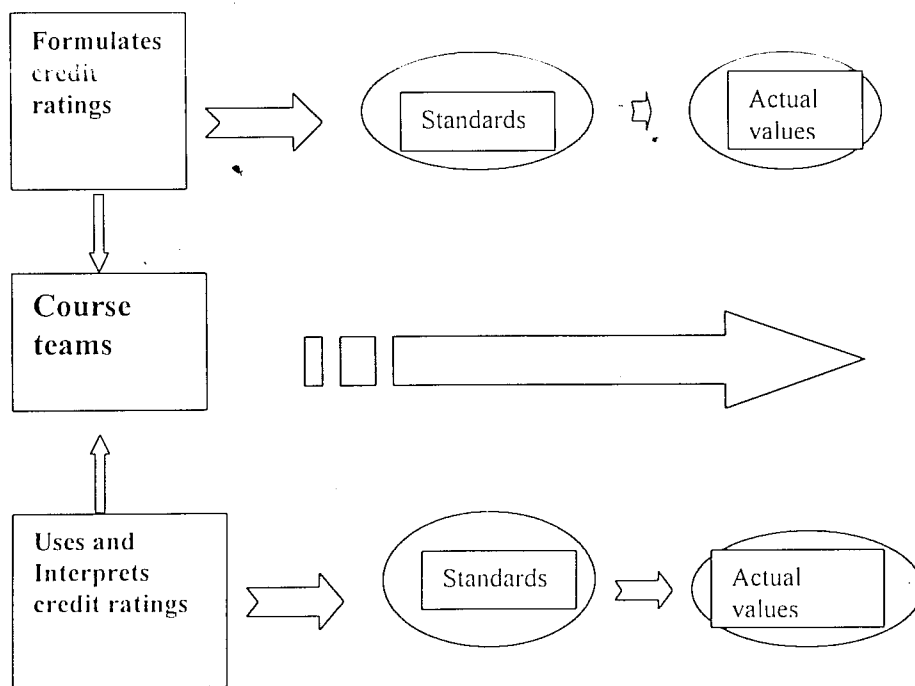 Formulates
credit
ratings
Standards
Actual
values
Course
teams
Uses and
Interprets
credit ratings
Standards
Actual
values